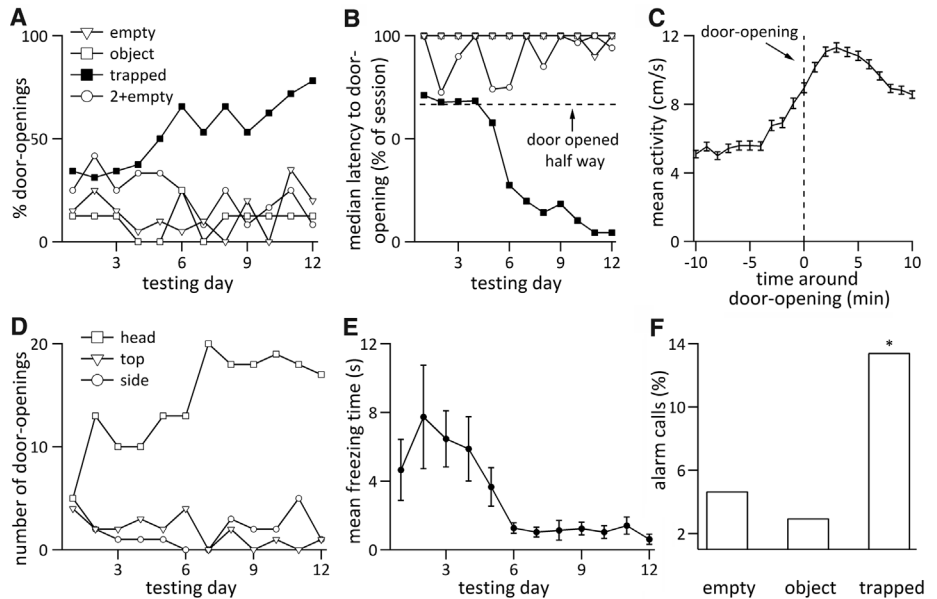 A
% door-openings
100
50
0
empty
object
trapped
2+empty
3
6
9
12
testing day
B
median latency to door-
opening (% of session)
100
0
0
door opened
half way
3
6
9
12
testing day
C
mean activity (cm/s)
12
8
4
0
door-opening
-10
-5
0
5
10
time around
door-opening (min)
D
number of door-openings
20
10
0
head
top
side
3
6
9
12
testing day
E
mean freezing time (s)
12
8
4
0
3
6
9
12
testing day
F
alarm calls (%)
14
10
6
2
*
empty
object
trapped